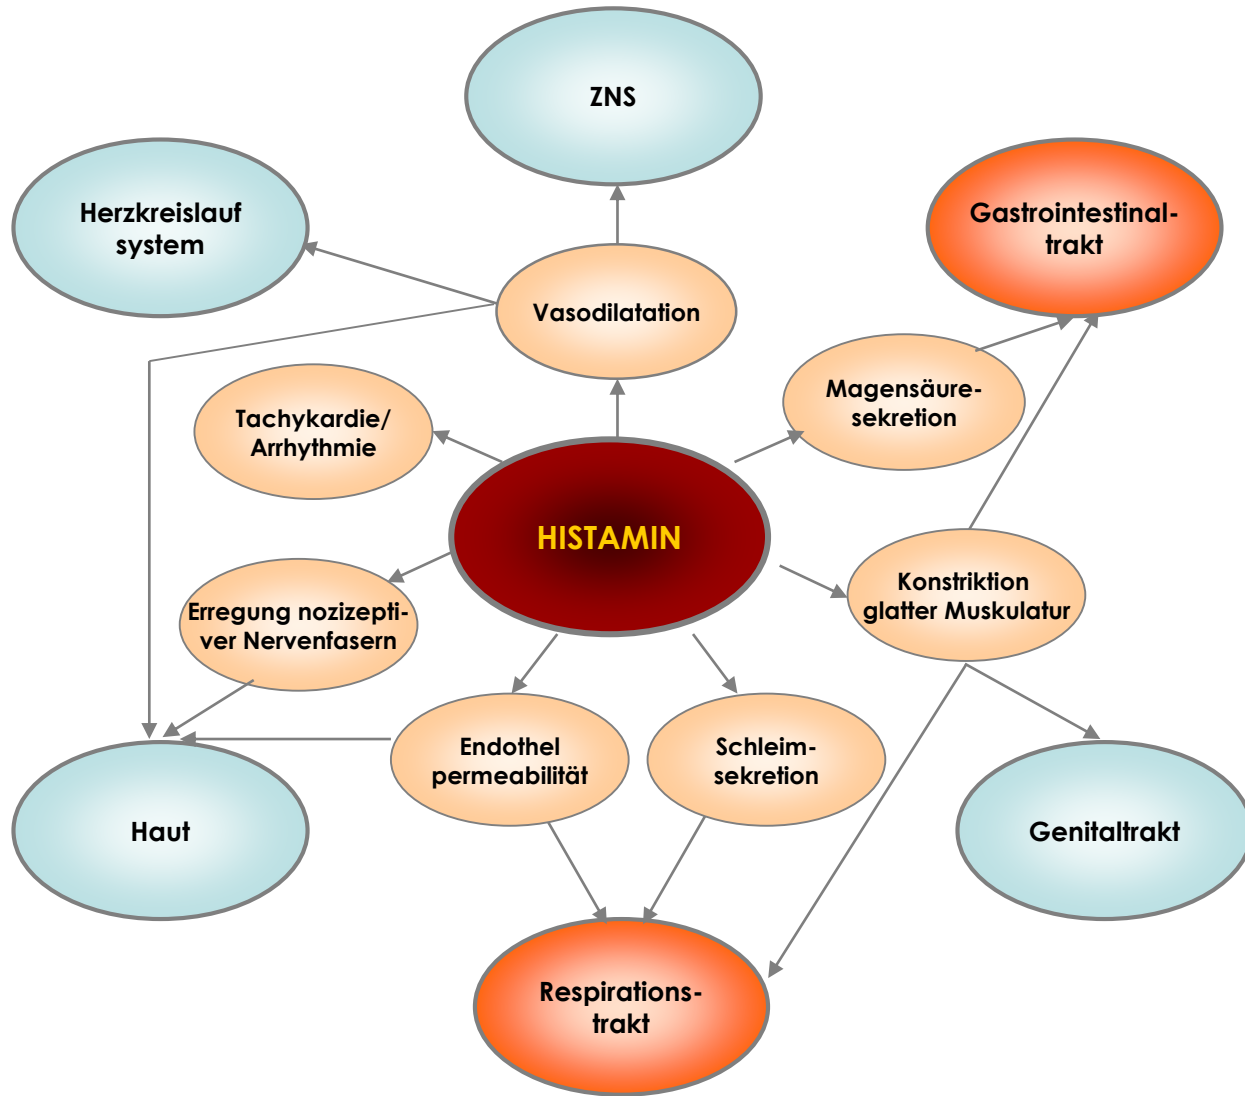 ZNS
Herzkreislauf
system
Gastrointestinal-
trakt
Vasodilatation
Magensäure-
sekretion
Tachykardie/
Arrhythmie
HISTAMIN
Konstriktion
glatter Muskulatur
Erregung nozizepti-
ver Nervenfasern
Endothel
permeabilität
Schleim-
sekretion
Haut
Genitaltrakt
Respirations-
trakt